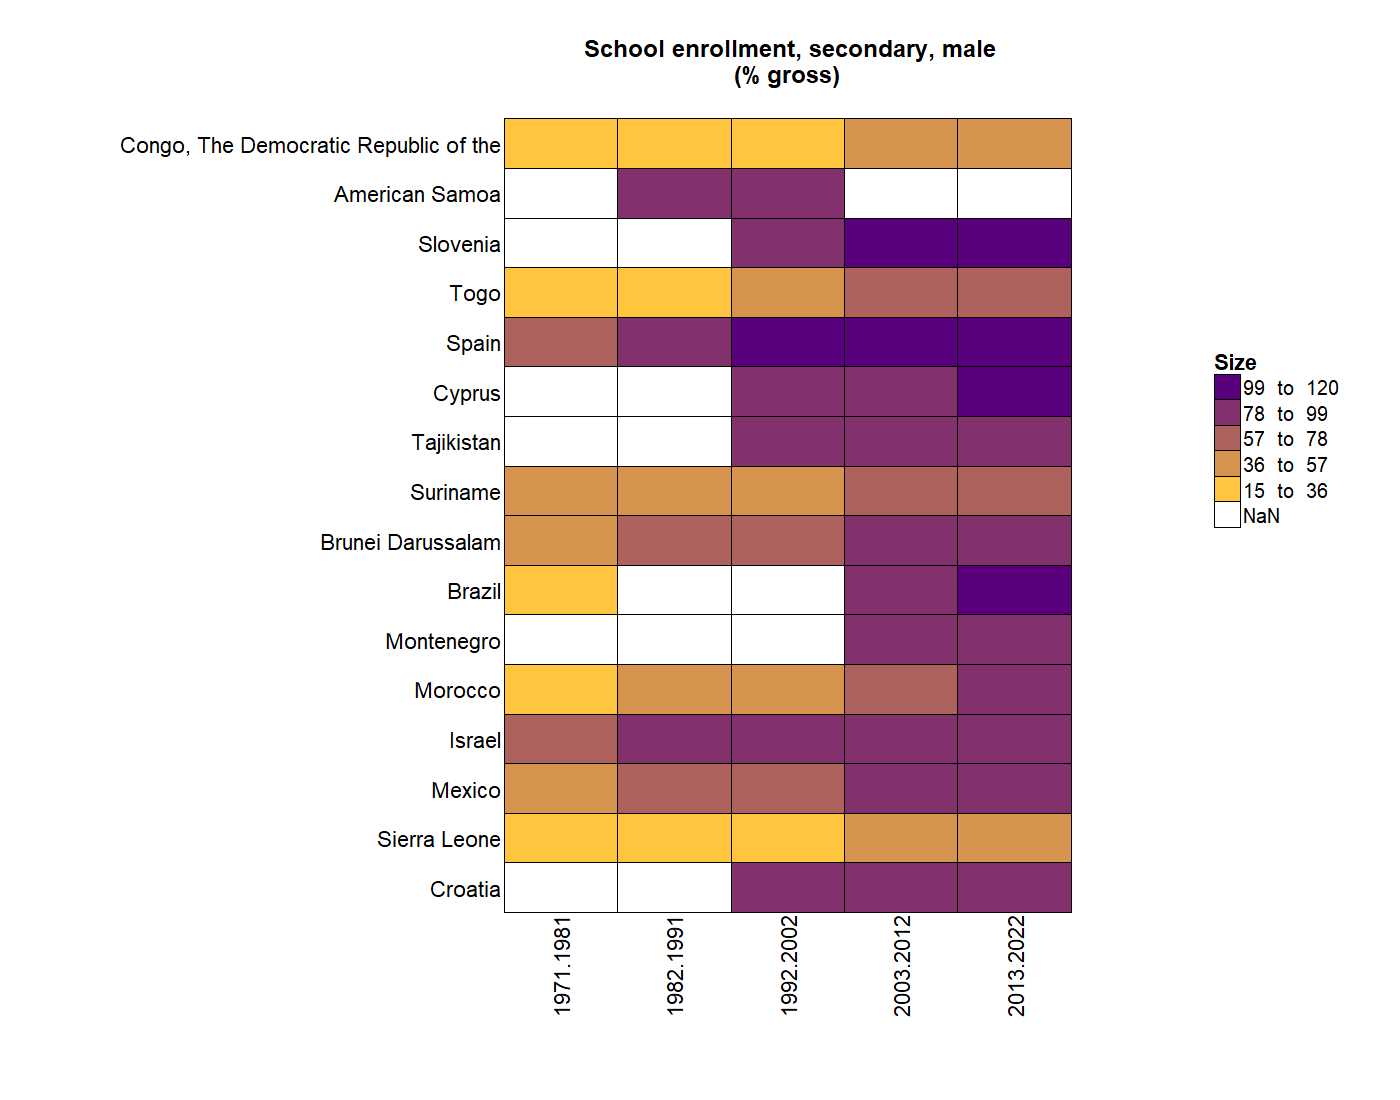 School enrollment, secondary, male
(% gross)
Congo, The Democratic Republic of the
American Samoa
Slovenia
Togo
Spain
Cyprus
Tajikistan
Suriname
Brunei Darussalam
Brazil
Montenegro
Morocco
Israel
Mexico
Sierra Leone
Croatia
1971.1981
1982.1991
1992.2002
2003.2012
2013.2022
Size
99 to 120
78 to 99
57 to 78
36 to 57
15 to 36
NaN